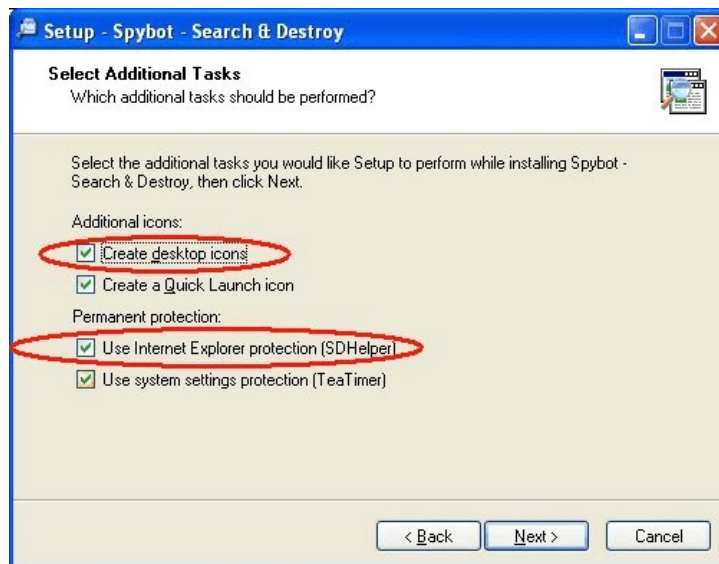 Setup - Spybot - Search & Destroy
Select Additional Tasks
Which additional tasks should be performed?
Select the additional tasks you would like Setup to perform while installing Spybot -
Search & Destroy, then click Next.
Additional icons:
Create desktop icons
Create a Quick Launch icon
Permanent protection:
Use Internet Explorer protection (SDHelper)
Use system settings protection (TeaTimer)
< Back Next > Cancel